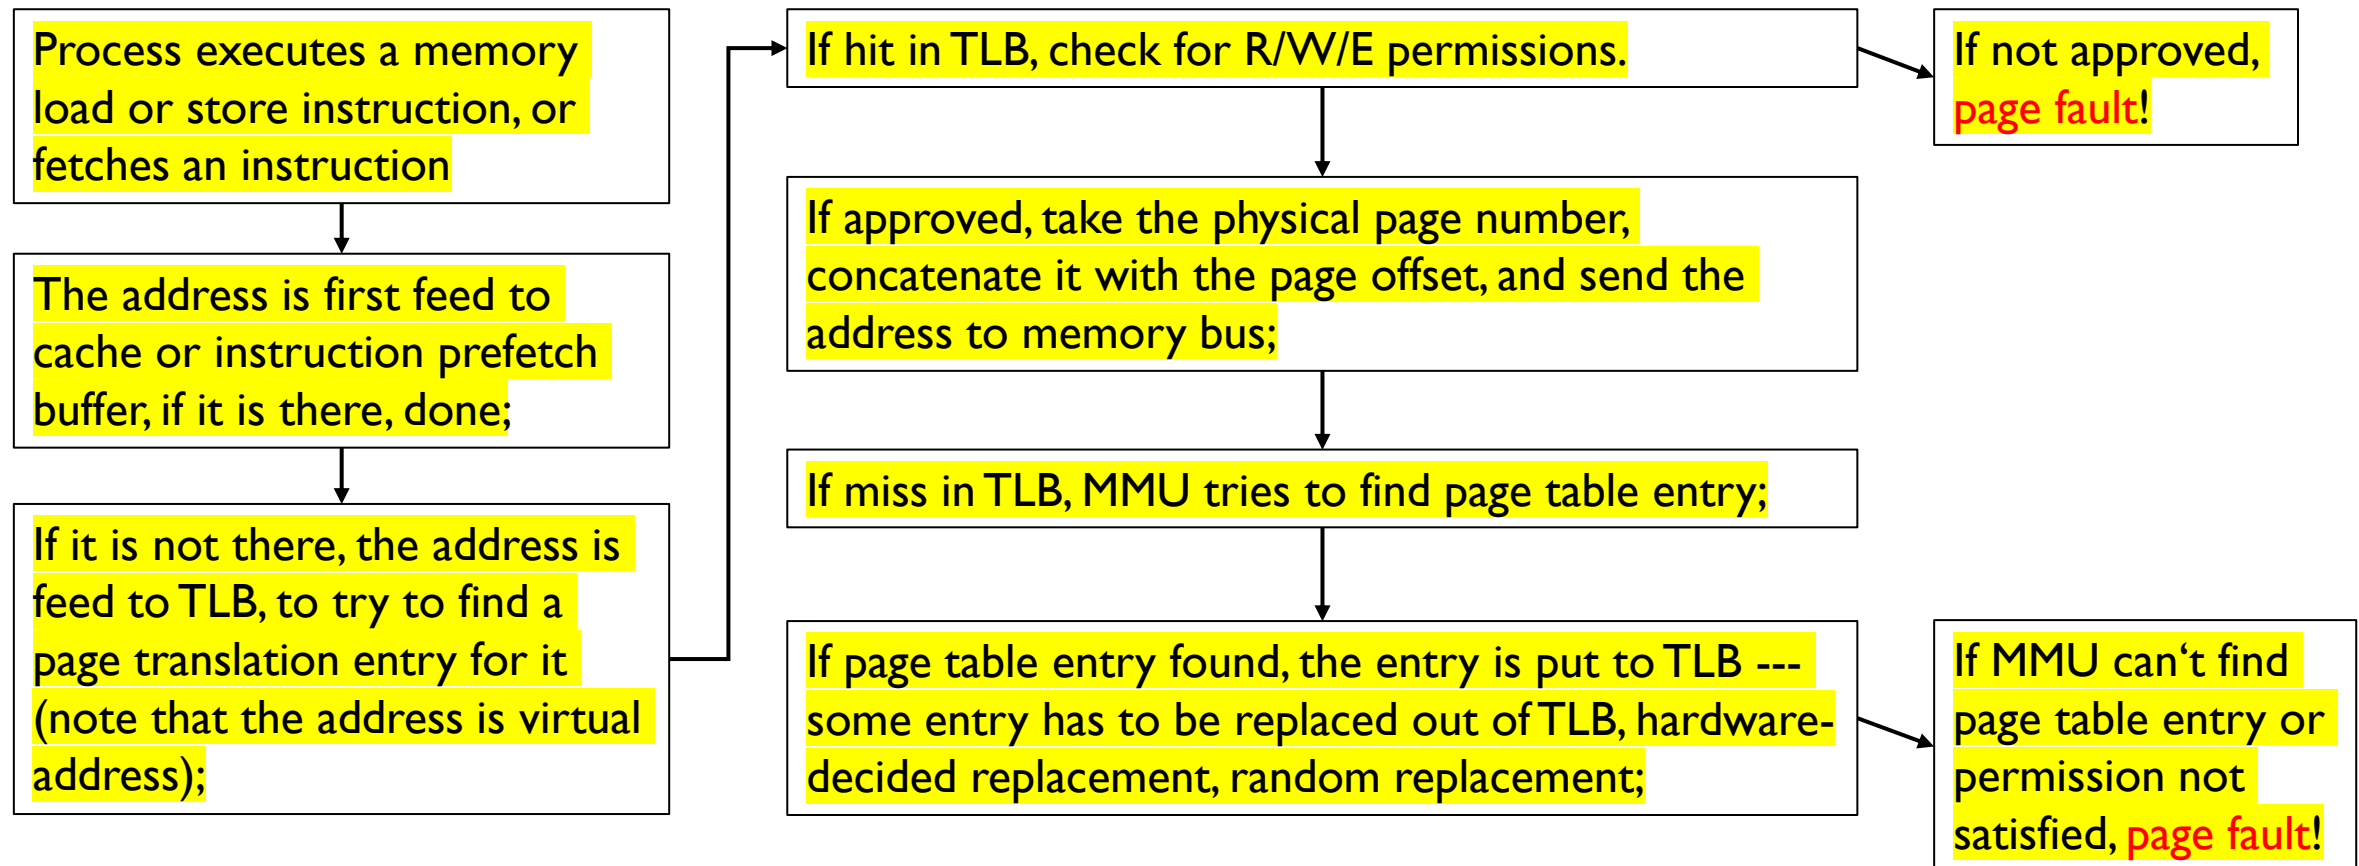 Process executes a memory
load or store instruction, or
fetches an instruction
The address is first feed to
cache or instruction prefetch
buffer, if it is there, done;
If it is not there, the address is
feed to TLB, to try to find a
page translation entry for it
(note that the address is virtual
address);
If hit in TLB, check for R/W/E permissions.
If not approved,
page fault!
If approved, take the physical page number,
concatenate it with the page offset, and send the
address to memory bus;
If miss in TLB, MMU tries to find page table entry;
If page table entry found, the entry is put to TLB ---
some entry has to be replaced out of TLB, hardware-
decided replacement, random replacement;
If MMU can‘t find
page table entry or
permission not
satisfied, page fault!